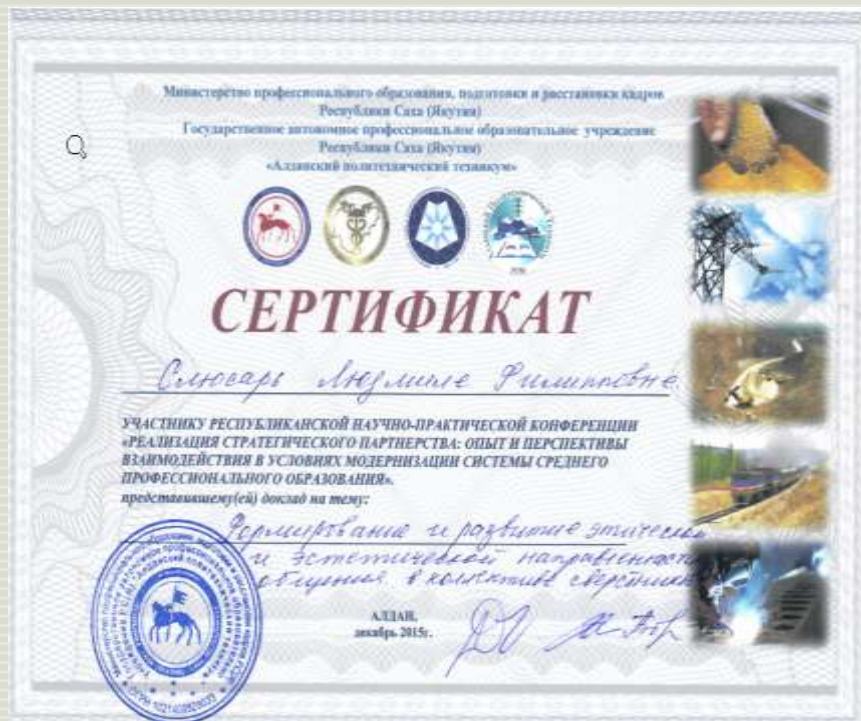 Министерство профессионального образования, подготовки и расстановки кадров
Республики Саха (Якутия)
Государственное автономное профессиональное образовательное учреждение
Республики Саха (Якутия)
«Алданский политехнический техникум»
СЕРТИФИКАТ
Слюсарь Людмиле Филипповне.
УЧАСТНИКУ РЕСПУБЛИКАНСКОЙ НАУЧНО-ПРАКТИЧЕСКОЙ КОНФЕРЕНЦИИ
«РЕАЛИЗАЦИЯ СТРАТЕГИЧЕСКОГО ПАРТНЕРСТВА: ОПЫТ И ПЕРСПЕКТИВЫ
ВЗАИМОДЕЙСТВИЯ В УСЛОВИЯХ МОДЕРНИЗАЦИИ СИСТЕМЫ СРЕДНЕГО
ПРОФЕССИОНАЛЬНОГО ОБРАЗОВАНИЯ».
представившему(ей) доклад на тему:
Формирование и развитие этической
и эстетической направленности
общения в коллективе
АЛДАН,
декабрь 2015г.